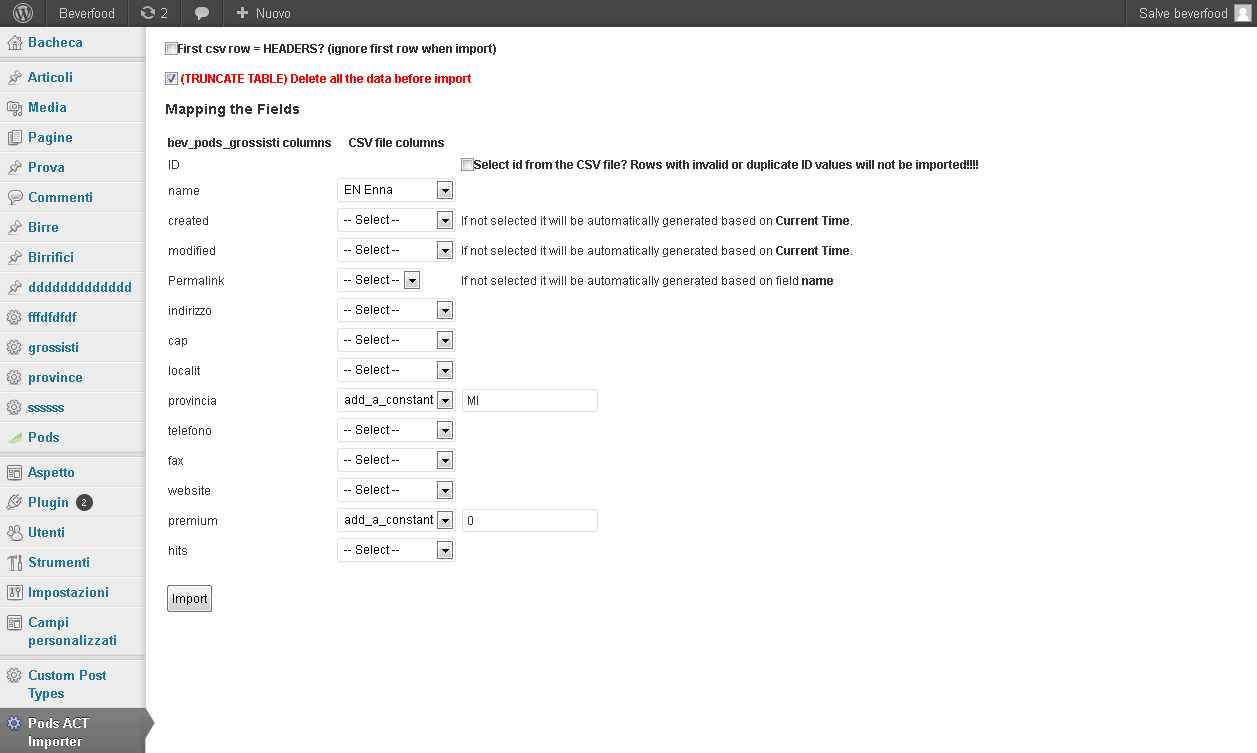 Beverfood 2 Nuovo Salve beverfood
Bacheca
Articoli
Media
Pagine
Prova
Commenti
Birre
Birrifici
ddddddddddddd
fffdfdfdf
grossisti
province
ssssss
Pods
Aspetto
Plugin 2
Utenti
Strumenti
Impostazioni
Campi
personalizzati
Custom Post
Types
Pods ACT
Importer
First csv row = HEADERS? (ignore first row when import)
(TRUNCATE TABLE) Delete all the data before import
Mapping the Fields
bev_pods_grossisti columns CSV file columns
ID Select id from the CSV file? Rows with invalid or duplicate ID values will not be imported!!!!
name EN Enna
created -- Select -- If not selected it will be automatically generated based on Current Time.
modified -- Select -- If not selected it will be automatically generated based on Current Time.
Permalink -- Select -- If not selected it will be automatically generated based on field name
indirizzo -- Select --
cap -- Select --
localit -- Select --
provincia add_a_constant MI
telefono -- Select --
fax -- Select --
website -- Select --
premium add_a_constant 0
hits -- Select --
Import